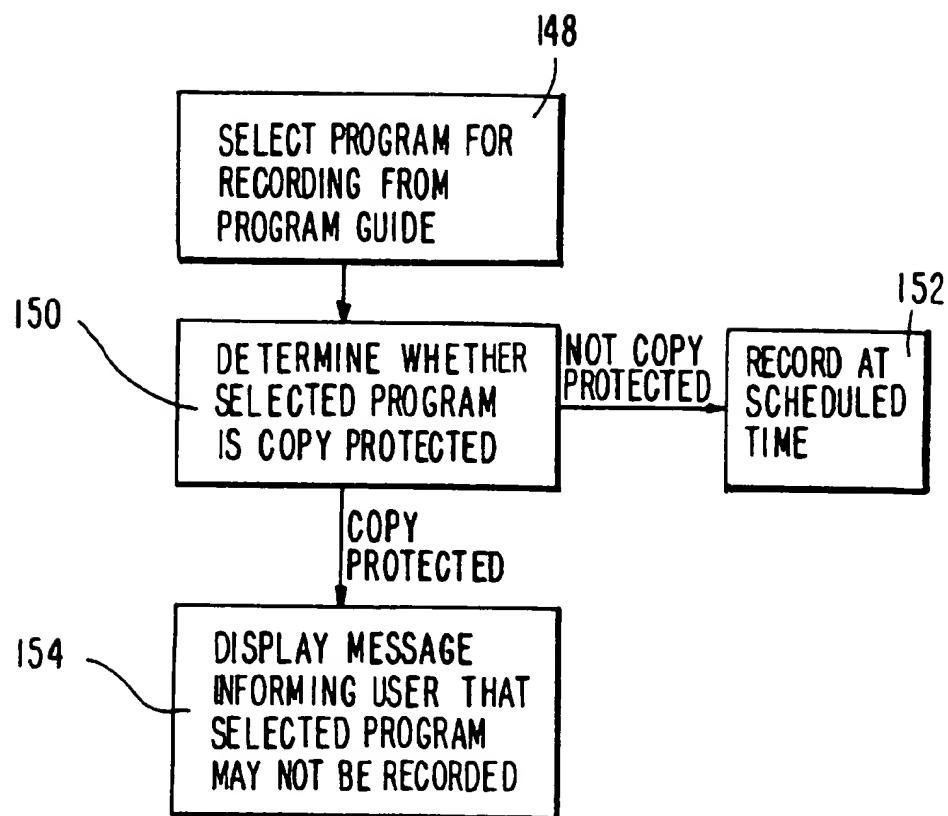 148
SELECT PROGRAM FOR
RECORDING FROM
PROGRAM GUIDE
150
DETERMINE WHETHER
SELECTED PROGRAM
IS COPY PROTECTED
NOT COPY
PROTECTED
152
RECORD AT
SCHEDULED
TIME
COPY
PROTECTED
154
DISPLAY MESSAGE
INFORMING USER THAT
SELECTED PROGRAM
MAY NOT BE RECORDED